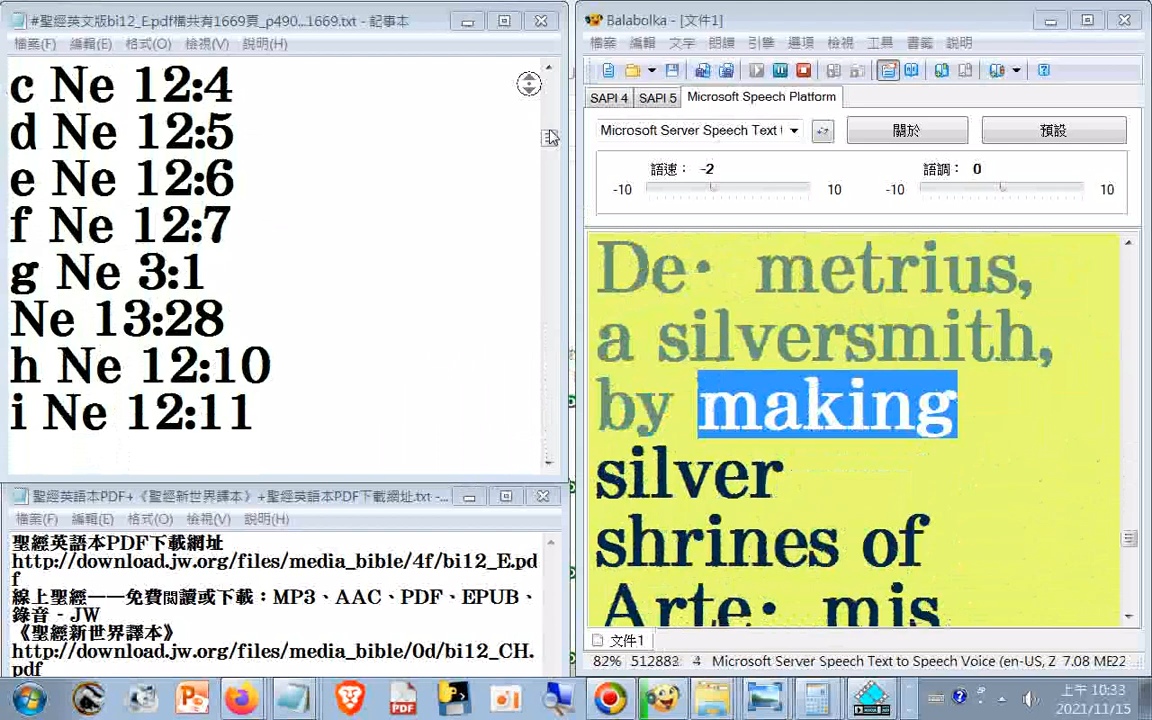 #聖經英文版bi12_E.pdf檔共有1669頁_p490...1669.txt - 記事本
檔案(F) 編輯(E) 格式(O) 檢視(V) 說明(H)
c Ne 12:4
d Ne 12:5
e Ne 12:6
f Ne 12:7
g Ne 3:1
Ne 13:28
h Ne 12:10
i Ne 12:11
聖經英語本PDF+《聖經新世界譯本》+聖經英語本PDF下載網址.txt -...
檔案(F) 編輯(E) 格式(O) 檢視(V) 說明(H)
聖經英語本PDF下載網址
http://download.jw.org/files/media_bible/4f/bi12_E.pd
f
線上聖經——免費閱讀或下載：MP3、AAC、PDF、EPUB、
錄音 - JW
《聖經新世界譯本》
http://download.jw.org/files/media_bible/0d/bi12_CH.
pdf
Balabolka - [文件1]
檔案 編輯 文字 朗讀 引擎 選項 檢視 工具 書籤 說明
SAPI 4 SAPI 5 Microsoft Speech Platform
Microsoft Server Speech Text 關於 預設
語速： -2 語調： 0
-10 10 -10 10
De· metrius,
a silversmith,
by making
silver
shrines of
Arte· mis
文件1
82% 512883 4 Microsoft Server Speech Text to Speech Voice (en-US, Z 7.08 ME22
上午 10:33
2021/11/15